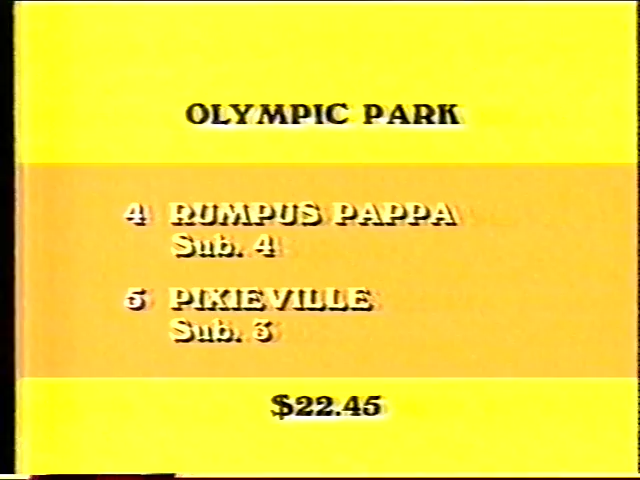 OLYMPIC PARK
4 RUMPUS PAPPA
Sub. 4
5 PIXIEVILLE
Sub. 3
$22.45